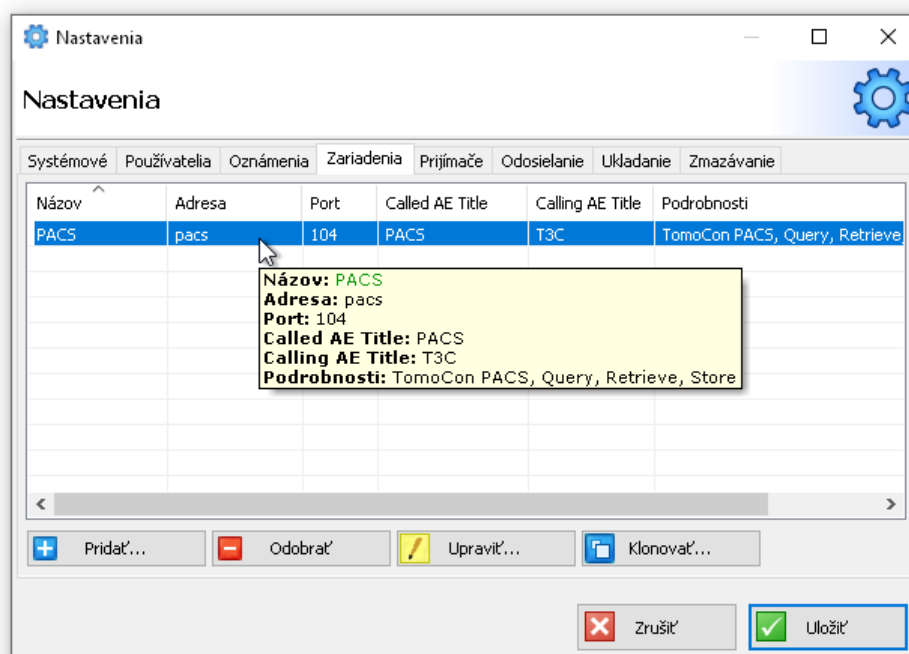 Nastavenia
Nastavenia
Systémové Používatelia Oznámenia Zariadenia Prijímače Odosielanie Ukladanie Zmazávanie
Názov Adresa Port Called AE Title Calling AE Title Podrobnosti
PACS pacs 104 PACS T3C TomoCon PACS, Query, Retrieve,
Názov: PACS
Adresa: pacs
Port: 104
Called AE Title: PACS
Calling AE Title: T3C
Podrobnosti: TomoCon PACS, Query, Retrieve, Store
Pridať... Odobrať Upraviť... Klonovať...
Zrušiť Uložiť